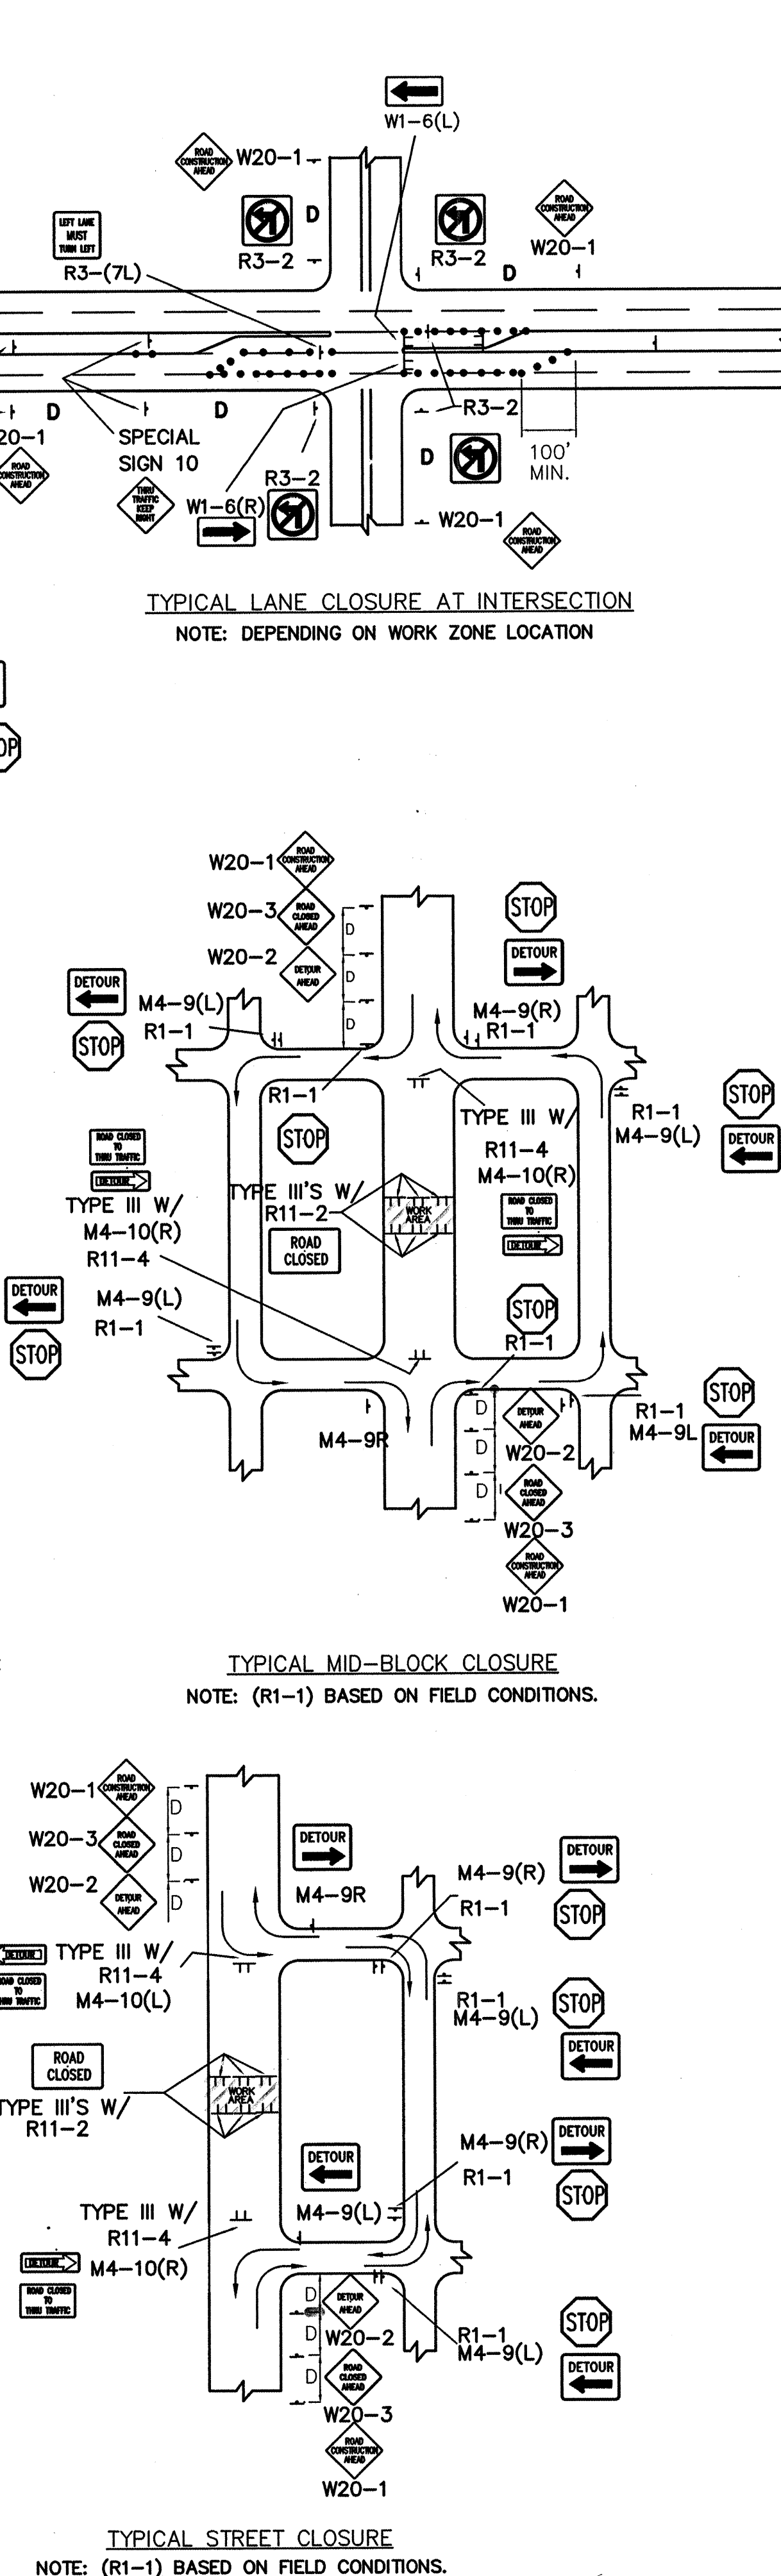 W1-6(L)
ROAD
CONSTRUCTION
AHEAD
W20-1
LEFT LANE
MUST
TURN LEFT
R3-(7L)
D
R3-2
R3-2
ROAD
CONSTRUCTION
AHEAD
W20-1
D
20-1
D
D
ROAD
CONSTRUCTION
AHEAD
SPECIAL
SIGN 10
THRU
TRAFFIC
KEEP
RIGHT
W1-6(R)
R3-2
R3-2
D
100'
MIN.
W20-1
ROAD
CONSTRUCTION
AHEAD
TYPICAL LANE CLOSURE AT INTERSECTION
NOTE: DEPENDING ON WORK ZONE LOCATION
OP
W20-1
ROAD
CONSTRUCTION
AHEAD
W20-3
ROAD
CLOSED
AHEAD
W20-2
DETOUR
AHEAD
D
D
D
STOP
DETOUR
M4-9(R)
R1-1
DETOUR
STOP
M4-9(L)
R1-1
R1-1
STOP
TYPE III W/
R11-4
M4-10(R)
ROAD CLOSED
TO
THRU TRAFFIC
DETOUR
R1-1
M4-9(L)
STOP
DETOUR
ROAD CLOSED
TO
THRU TRAFFIC
DETOUR
TYPE III W/
M4-10(R)
R11-4
TYPE III'S W/
R11-2
ROAD
CLOSED
WORK
AREA
DETOUR
STOP
M4-9(L)
R1-1
STOP
R1-1
M4-9R
D
D
D
DETOUR
AHEAD
W20-2
ROAD
CLOSED
AHEAD
W20-3
ROAD
CONSTRUCTION
AHEAD
W20-1
R1-1
M4-9L
STOP
DETOUR
TYPICAL MID-BLOCK CLOSURE
NOTE: (R1-1) BASED ON FIELD CONDITIONS.
W20-1
ROAD
CONSTRUCTION
AHEAD
W20-3
ROAD
CLOSED
AHEAD
W20-2
DETOUR
AHEAD
D
D
D
DETOUR
M4-9R
M4-9(R)
R1-1
DETOUR
STOP
DETOUR
ROAD CLOSED
TO
THRU TRAFFIC
TYPE III W/
R11-4
M4-10(L)
R1-1
M4-9(L)
STOP
DETOUR
ROAD
CLOSED
TYPE III'S W/
R11-2
WORK
AREA
DETOUR
M4-9(L)
M4-9(R)
R1-1
DETOUR
STOP
TYPE III W/
R11-4
M4-10(R)
DETOUR
ROAD CLOSED
TO
THRU TRAFFIC
D
D
D
DETOUR
AHEAD
W20-2
ROAD
CLOSED
AHEAD
W20-3
ROAD
CONSTRUCTION
AHEAD
W20-1
R1-1
M4-9(L)
STOP
DETOUR
TYPICAL STREET CLOSURE
NOTE: (R1-1) BASED ON FIELD CONDITIONS.